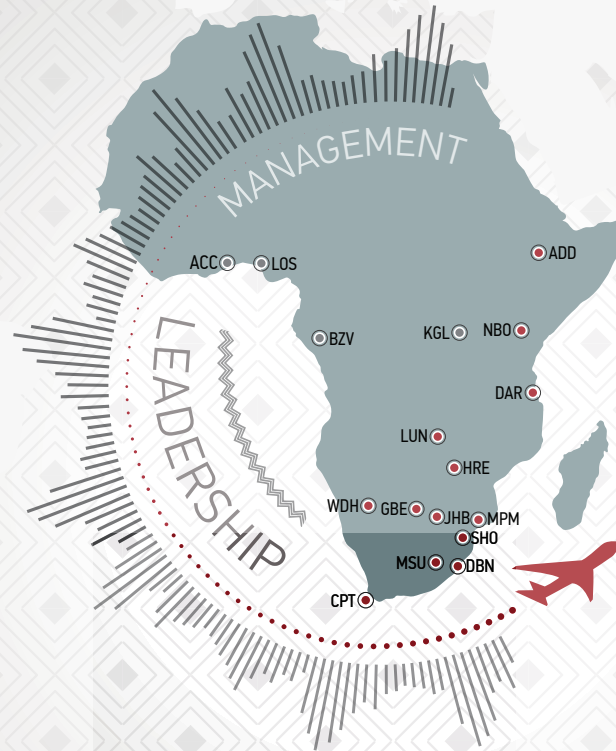 MANAGEMENT
ADD
ACC
LOS
LEADERSHIP
BZV
KGL
NBO
DAR
LUN
HRE
WDH
GBE
JHB
MPM
SHO
MSU
DBN
CPT